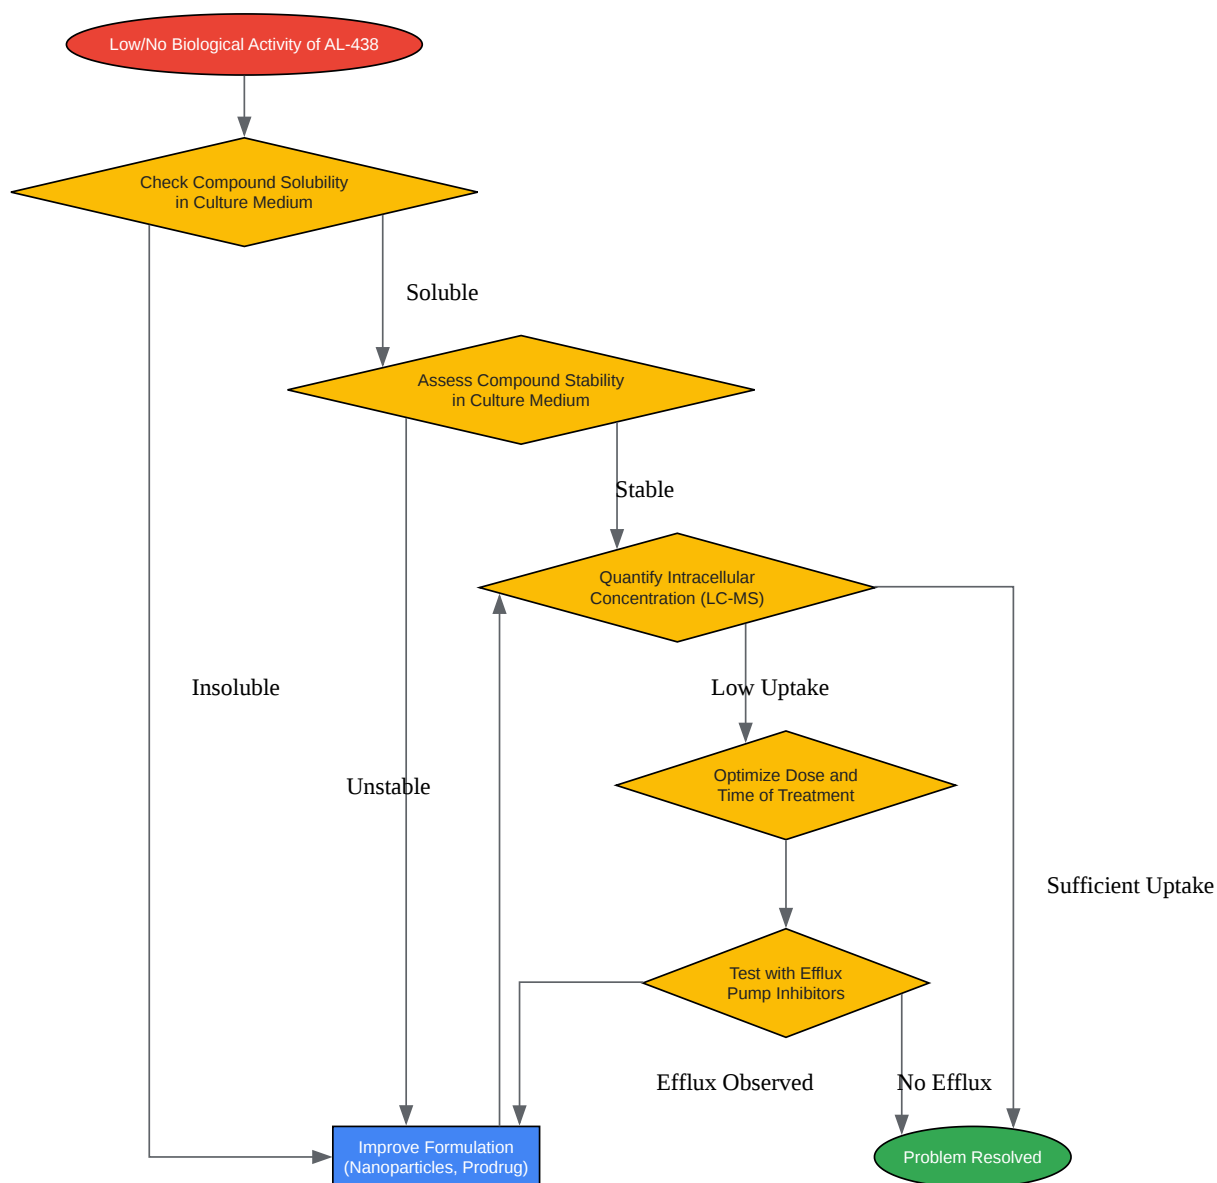 Low/No Biological Activity of AL-438
Check Compound Solubility
in Culture Medium
Soluble
Assess Compound Stability
in Culture Medium
Stable
Quantify Intracellular
Concentration (LC-MS)
Insoluble
Low Uptake
Unstable
Optimize Dose and
Time of Treatment
Sufficient Uptake
Test with Efflux
Pump Inhibitors
Efflux Observed
No Efflux
Improve Formulation
(Nanoparticles, Prodrug)
Problem Resolved